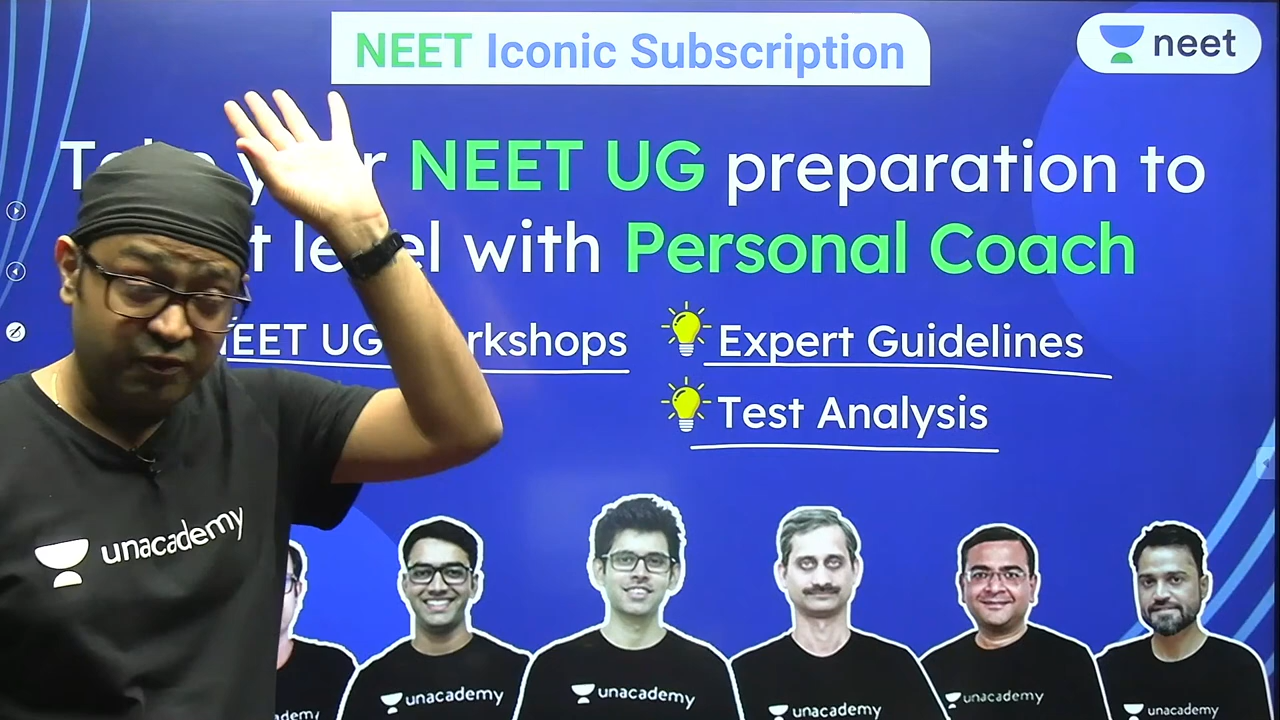 NEET Iconic Subscription
neet
NEET UG preparation to
with Personal Coach
UG
Expert Guidelines
Test Analysis
unacademy
unacademy
unacademy
unacademy
unacademy
unacademy